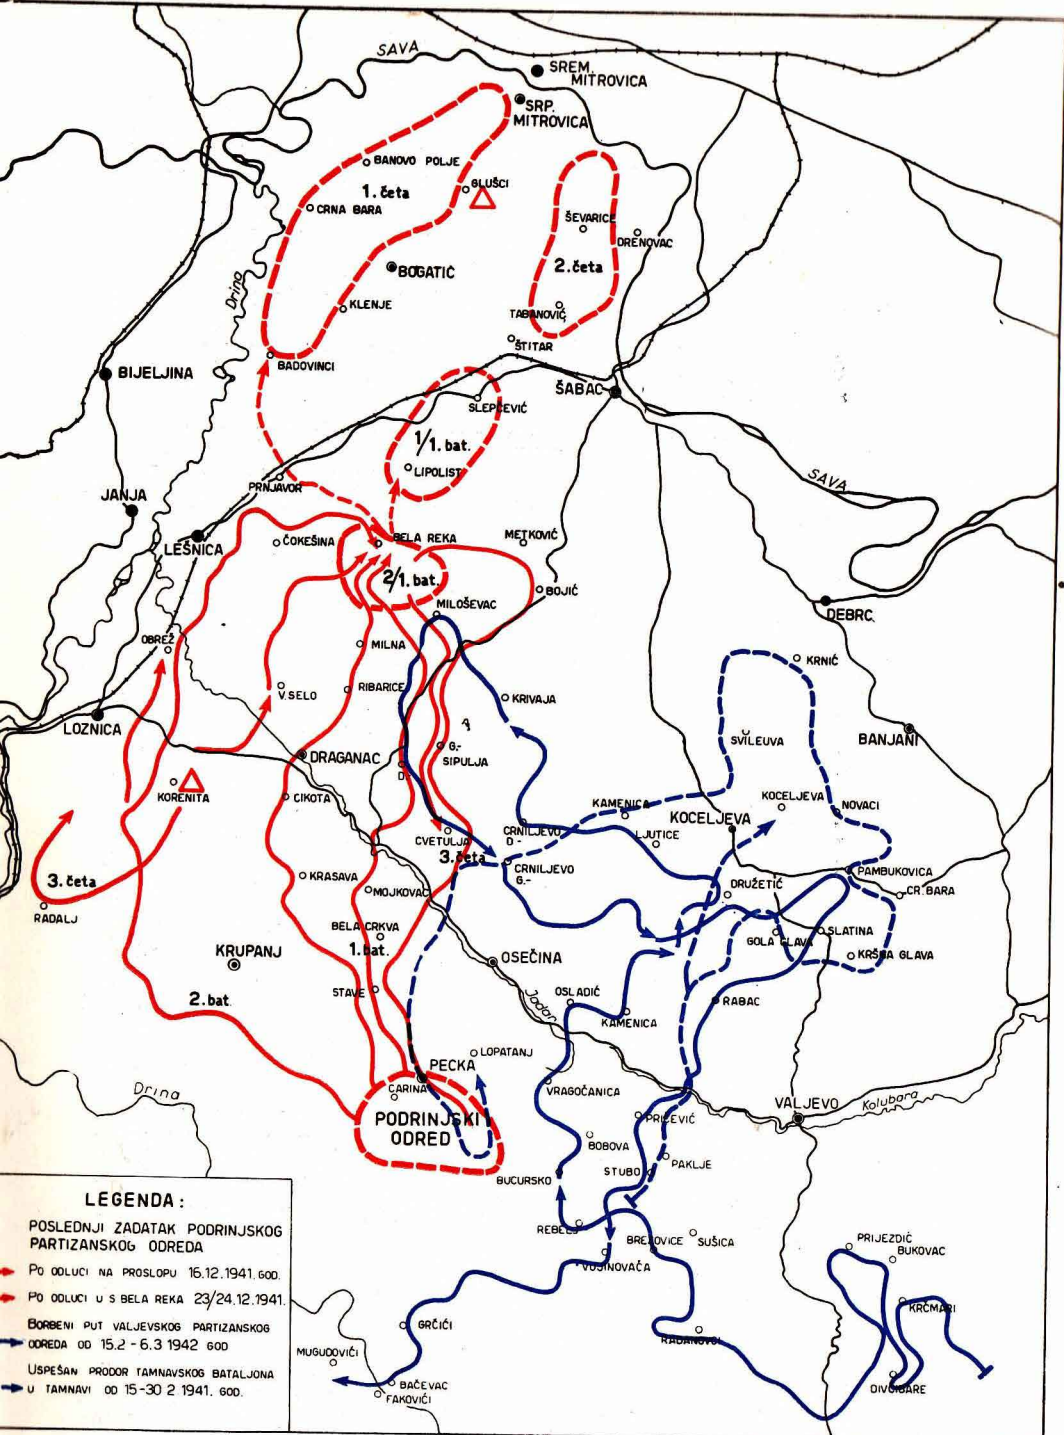 SAVA
SREM.
MITROVICA
SRP.
MITROVICA
BANOVO POLJE
1. četa
GLUŠCI
CRNA BARA
ŠEVARICE
DRENOVAC
BOGATIĆ
2. četa
Drina
KLENJE
TABANOVIĆ
ŠTITAR
BADOVINCI
BIJELJINA
ŠABAC
SLEPČEVIĆ
1/1. bat.
LIPOLIST
SAVA
PRNJAVOR
JANJA
LEŠNICA
ČOKEŠINA
BELA REKA
METKOVIĆ
2/1. bat.
BOJIĆ
MILOŠEVAC
DEBRC
OBREŽ
MILNA
KRNIĆ
V. SELO
RIBARICE
KRIVAJA
LOZNICA
SVILEUVA
BANJANI
DRAGANAC
G.-
SIPULJA
D.-
KORENITA
CIKOTA
KAMENICA
KOCELJEVA
NOVACI
KOCELJEVA
CRNILJEVO
D-
LJUTICE
CVETULJA
3. četa
CRNILJEVO
G.-
3. četa
KRASAVA
MOJKOVAC
DRUŽETIĆ
PAMBUKOVICA
CR. BARA
RADALJ
BELA CRKVA
1. bat.
GOLA GLAVA
SLATINA
KRŠNA GLAVA
KRUPANJ
OSEČINA
2. bat.
STAVE
Jadar
OSLADIĆ
KAMENICA
RABAC
LOPATANJ
PECKA
CARINA
VRAGOČANICA
Drina
PODRINJSKI
ODRED
VALJEVO
Kolubara
PRIČEVIĆ
BOBOVA
PAKLJE
STUBO
BUCURSKO
REBELJ
BREZOVICE
SUŠICA
VUJINOVAČA
PRIJEZDIĆ
BUKOVAC
KRČMARI
GRČIĆI
RADANOVCI
MUGUDOVIĆI
BAČEVAC
FAKOVIĆI
DIVČIBARE
LEGENDA:
POSLEDNJI ZADATAK PODRINJSKOG
PARTIZANSKOG ODREDA
PO ODLUCI NA PROSLOPU 16.12.1941. GOD.
PO ODLUCI U S BELA REKA 23/24.12.1941.
BORBENI PUT VALJEVSKOG PARTIZANSKOG
ODREDA OD 15.2 - 6.3 1942 GOD
USPEŠAN PRODOR TAMNAVSKOG BATALJONA
U TAMNAVI OD 15-30 2 1941. GOD.